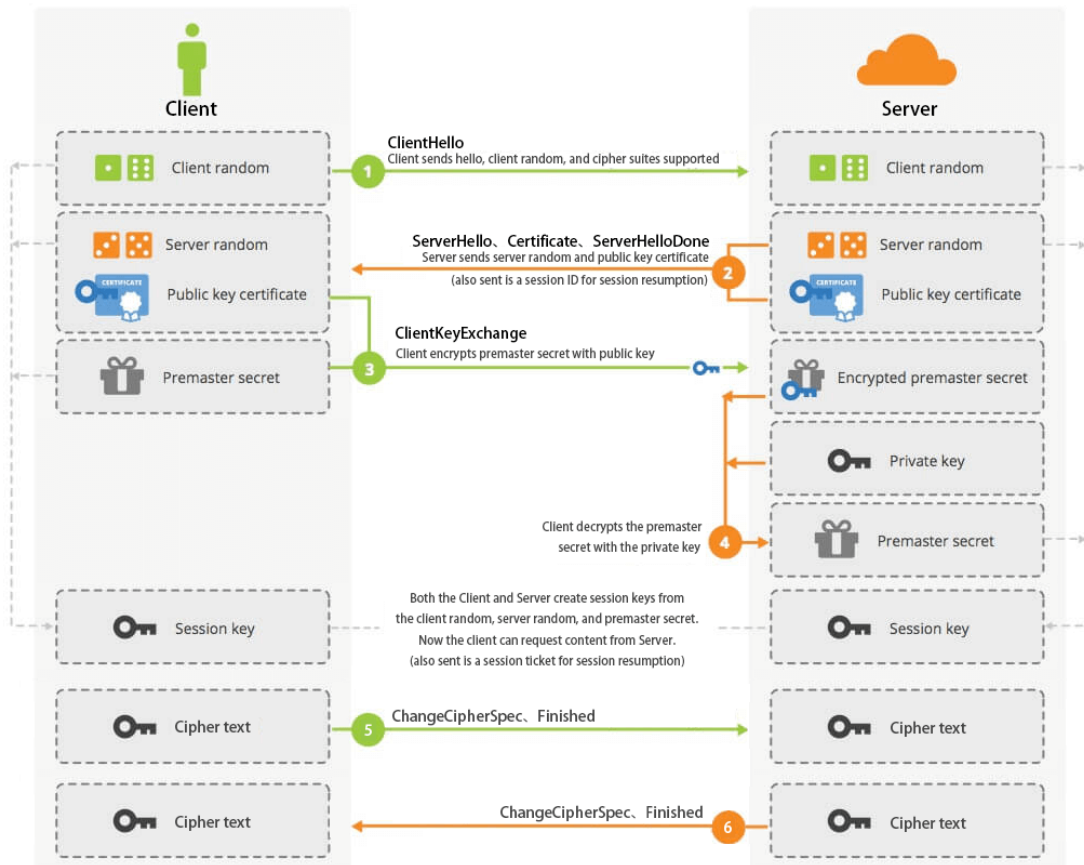 Client
Server
ClientHello
Client sends hello, client random, and cipher suites supported
1
Client random
Client random
ServerHello、Certificate、ServerHelloDone
Server sends server random and public key certificate
(also sent is a session ID for session resumption)
2
Server random
CERTIFICATE
Public key certificate
Server random
CERTIFICATE
Public key certificate
ClientKeyExchange
Client encrypts premaster secret with public key
3
Premaster secret
Encrypted premaster secret
Private key
Client decrypts the premaster
secret with the private key
4
Premaster secret
Both the Client and Server create session keys from
the client random, server random, and premaster secret.
Now the client can request content from Server.
(also sent is a session ticket for session resumption)
Session key
Session key
ChangeCipherSpec、Finished
5
Cipher text
Cipher text
ChangeCipherSpec、Finished
6
Cipher text
Cipher text